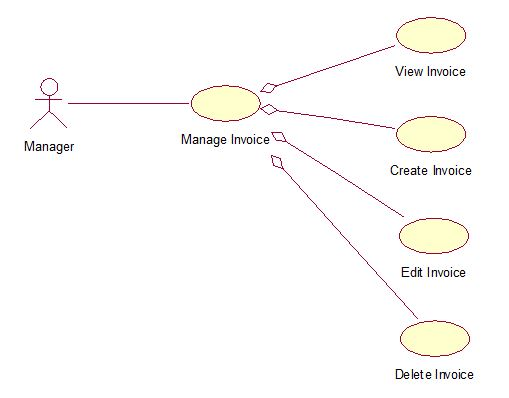 View Invoice
Manager
Manage Invoice
Create Invoice
Edit Invoice
Delete Invoice